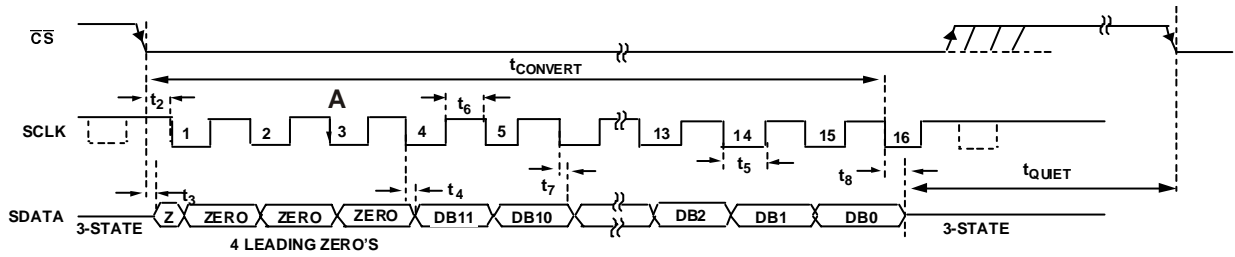 CS
tCONVERT
t2
A
t6
SCLK
1 2 3 4 5 13 14 15 16
t3
t4
t7
t5
t8
tQUIET
SDATA
Z ZERO ZERO ZERO DB11 DB10 DB2 DB1 DB0
3-STATE
3-STATE
4 LEADING ZERO'S